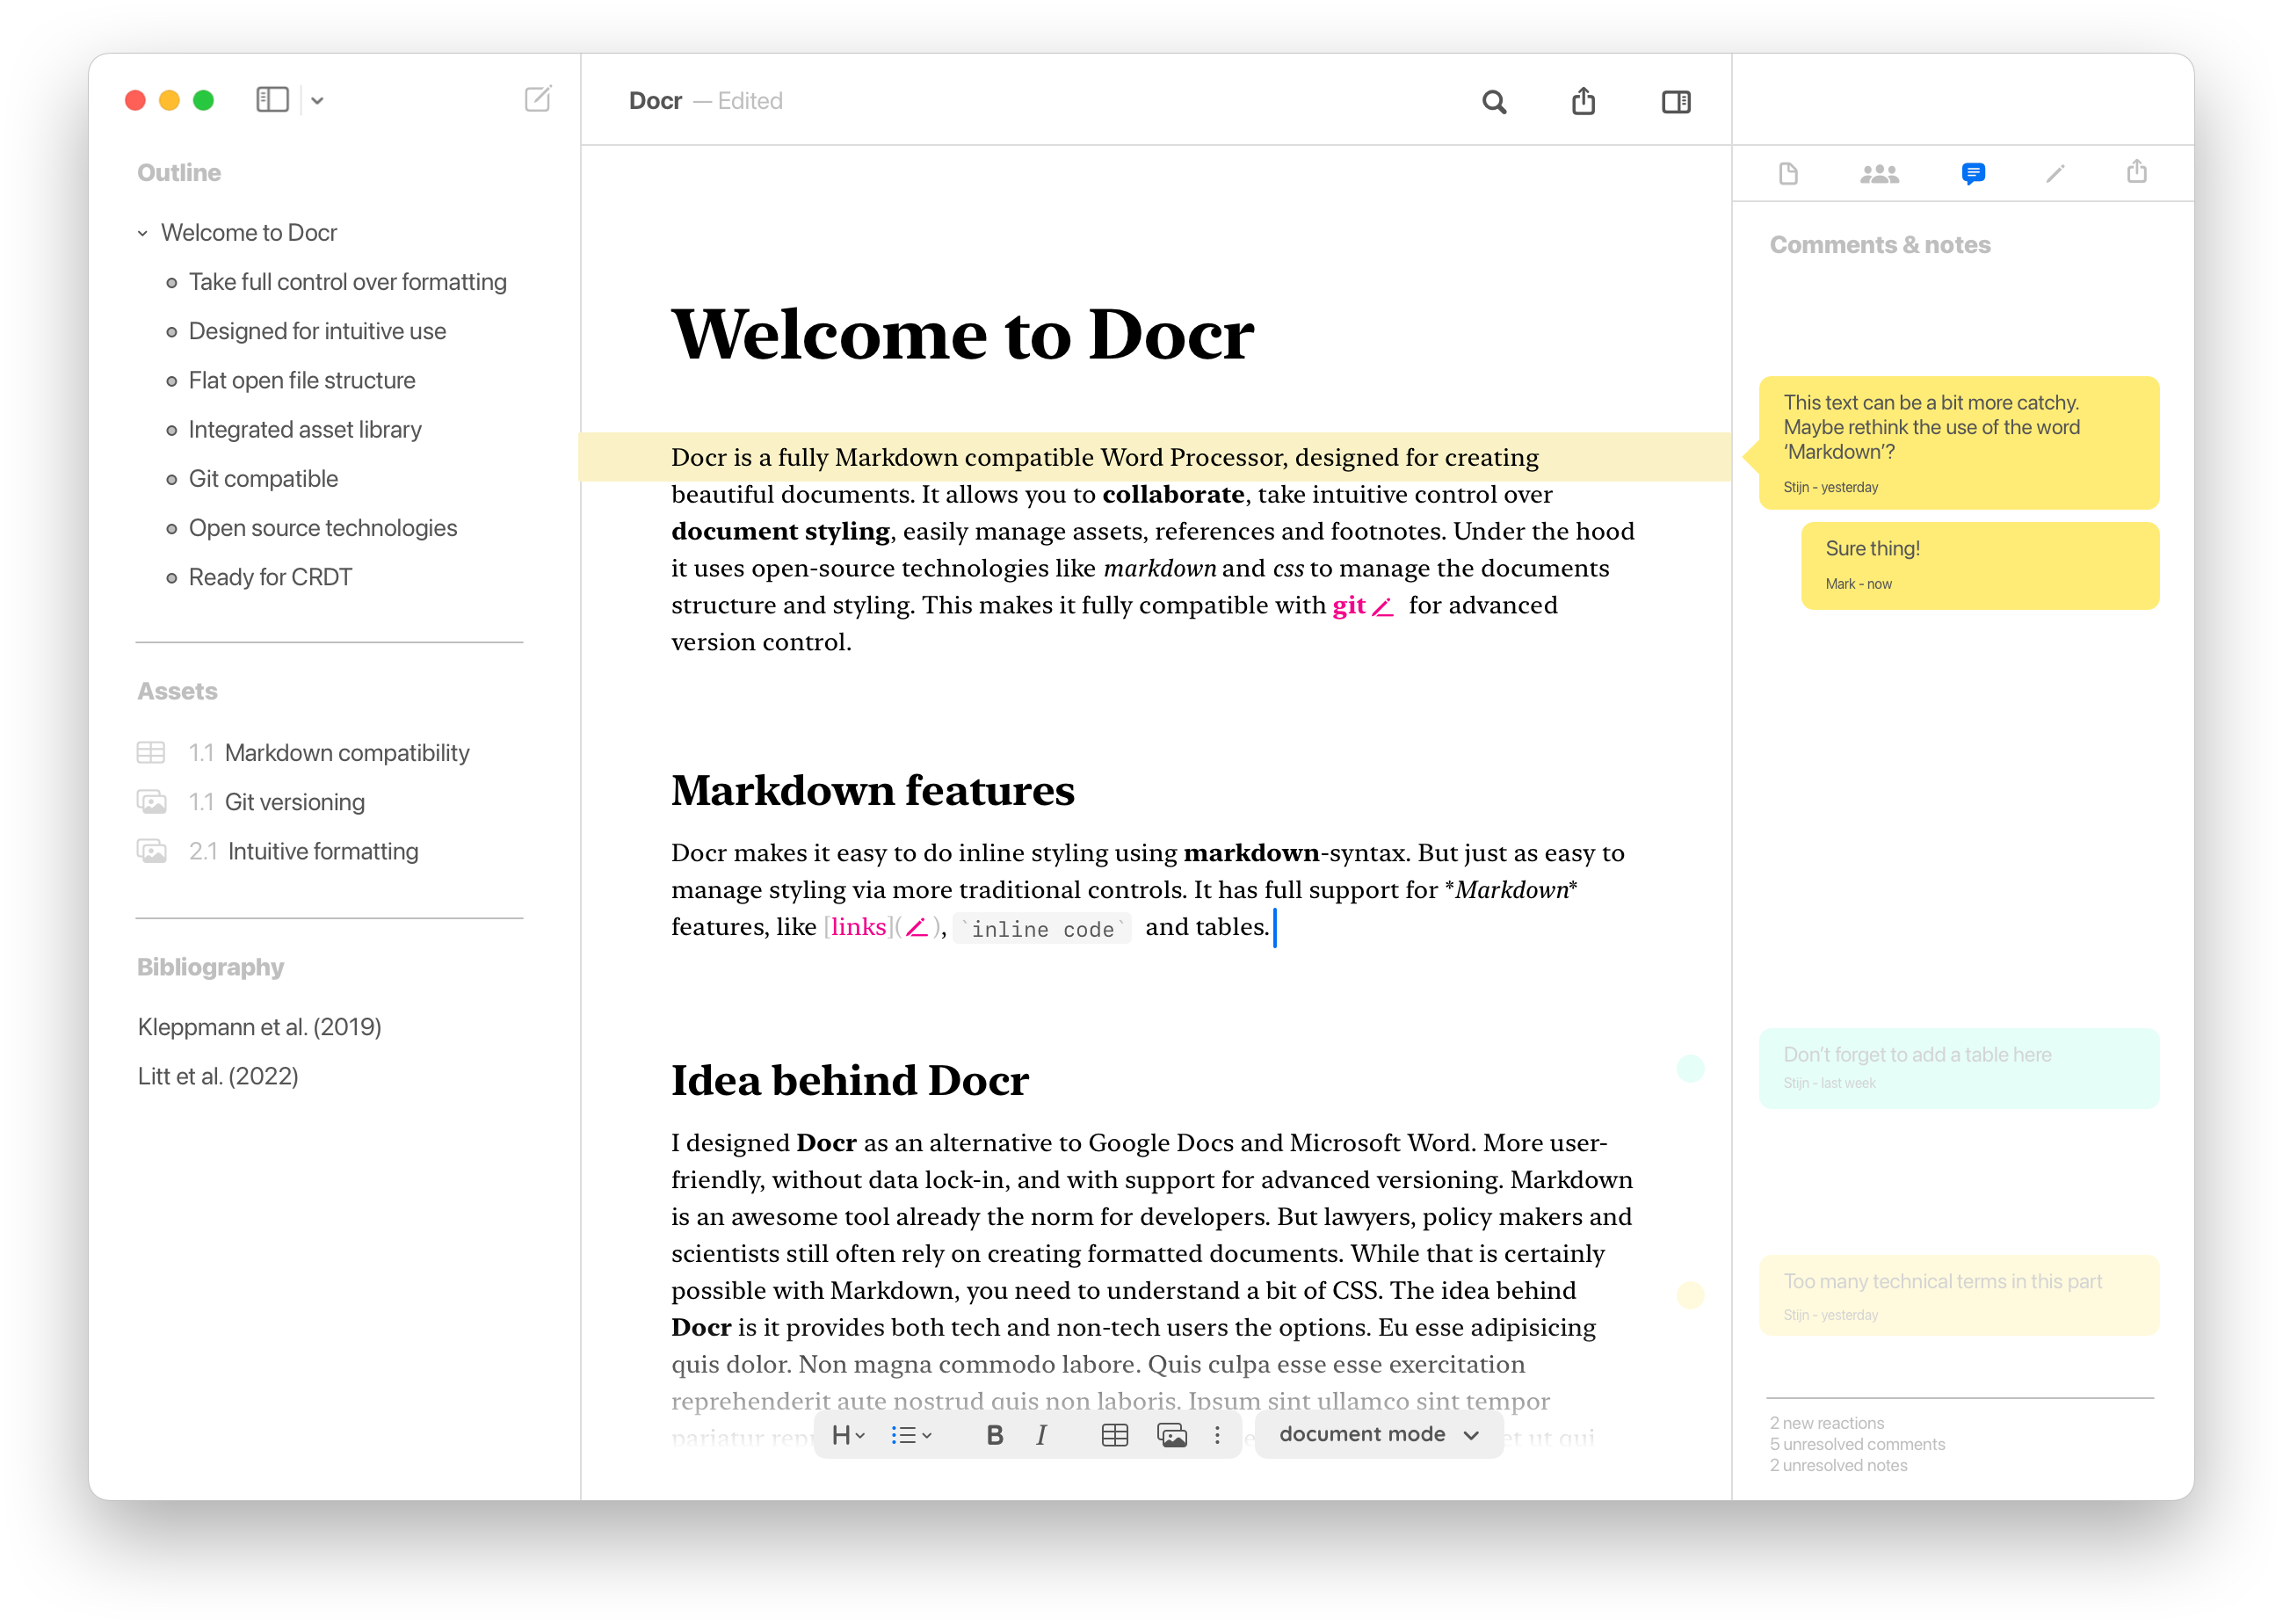 Docr — Edited
Outline
Welcome to Docr
Take full control over formatting
Designed for intuitive use
Flat open file structure
Integrated asset library
Git compatible
Open source technologies
Ready for CRDT
Assets
1.1 Markdown compatibility
1.1 Git versioning
2.1 Intuitive formatting
Bibliography
Kleppmann et al. (2019)
Litt et al. (2022)
Welcome to Docr
Docr is a fully Markdown compatible Word Processor, designed for creating
beautiful documents. It allows you to collaborate, take intuitive control over
document styling, easily manage assets, references and footnotes. Under the hood
it uses open-source technologies like markdown and css to manage the documents
structure and styling. This makes it fully compatible with git for advanced
version control.
Markdown features
Docr makes it easy to do inline styling using markdown-syntax. But just as easy to
manage styling via more traditional controls. It has full support for *Markdown*
features, like [links]( ), `inline code` and tables.
Idea behind Docr
I designed Docr as an alternative to Google Docs and Microsoft Word. More user-
friendly, without data lock-in, and with support for advanced versioning. Markdown
is an awesome tool already the norm for developers. But lawyers, policy makers and
scientists still often rely on creating formatted documents. While that is certainly
possible with Markdown, you need to understand a bit of CSS. The idea behind
Docr is it provides both tech and non-tech users the options. Eu esse adipisicing
quis dolor. Non magna commodo labore. Quis culpa esse esse exercitation
reprehenderit aute nostrud quis non laboris. Ipsum sint ullamco sint tempor
pariatur et ut qui
H B I document mode
Comments & notes
This text can be a bit more catchy.
Maybe rethink the use of the word
‘Markdown’?
Stijn - yesterday
Sure thing!
Mark - now
Don’t forget to add a table here
Stijn - last week
Too many technical terms in this part
Stijn - yesterday
2 new reactions
5 unresolved comments
2 unresolved notes